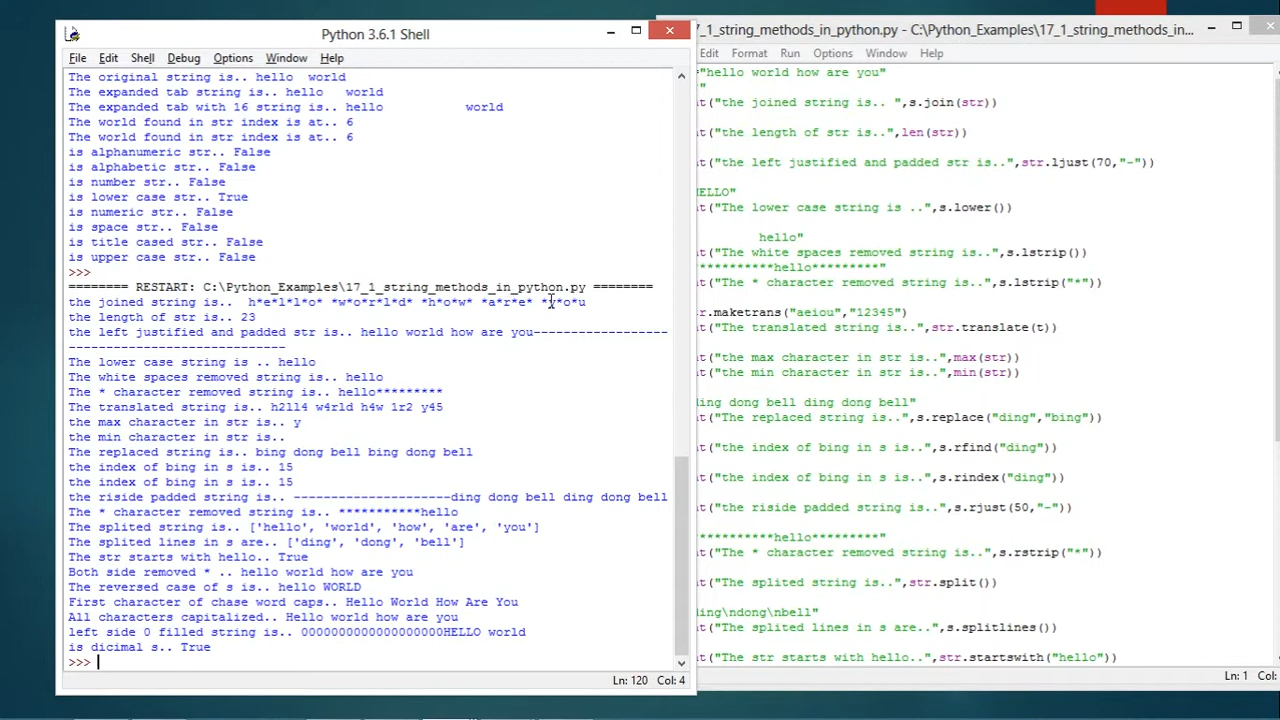 Python 3.6.1 Shell
File Edit Shell Debug Options Window Help
The original string is.. hello  world
The expanded tab string is.. hello   world
The expanded tab with 16 string is.. hello           world
The world found in str index is at.. 6
The world found in str index is at.. 6
is alphanumeric str.. False
is alphabetic str.. False
is number str.. False
is lower case str.. True
is numeric str.. False
is space str.. False
is title cased str.. False
is upper case str.. False
>>>
======== RESTART: C:\Python_Examples\17_1_string_methods_in_python.py ========
the joined string is..  h*e*l*l*o* *w*o*r*l*d* *h*o*w* *a*r*e* *y*o*u
the length of str is.. 23
the left justified and padded str is.. hello world how are you------------------
-----------------------------
The lower case string is .. hello
The white spaces removed string is.. hello
The * character removed string is.. hello*********
The translated string is.. h2ll4 w4rld h4w 1r2 y45
the max character in str is.. y
the min character in str is..
The replaced string is.. bing dong bell bing dong bell
the index of bing in s is.. 15
the index of bing in s is.. 15
the riside padded string is.. ---------------------ding dong bell ding dong bell
The * character removed string is.. ***********hello
The splited string is.. ['hello', 'world', 'how', 'are', 'you']
The splited lines in s are.. ['ding', 'dong', 'bell']
The str starts with hello.. True
Both side removed * .. hello world how are you
The reversed case of s is.. hello WORLD
First character of chase word caps.. Hello World How Are You
All characters capitalized.. Hello world how are you
left side 0 filled string is.. 0000000000000000000HELLO world
is dicimal s.. True
>>>
Ln: 120 Col: 4
7_1_string_methods_in_python.py - C:\Python_Examples\17_1_string_methods_in...
Edit Format Run Options Window Help
="hello world how are you"
"
t("the joined string is.. ",s.join(str))
t("the length of str is..",len(str))
t("the left justified and padded str is..",str.ljust(70,"-"))
HELLO"
t("The lower case string is ..",s.lower())
hello"
t("The white spaces removed string is..",s.lstrip())
**********hello*********"
t("The * character removed string is..",s.lstrip("*"))
tr.maketrans("aeiou","12345")
t("The translated string is..",str.translate(t))
t("the max character in str is..",max(str))
t("the min character in str is..",min(str))
ding dong bell ding dong bell"
t("The replaced string is..",s.replace("ding","bing"))
t("the index of bing in s is..",s.rfind("ding"))
t("the index of bing in s is..",s.rindex("ding"))
t("the riside padded string is..",s.rjust(50,"-"))
**********hello*********"
t("The * character removed string is..",s.rstrip("*"))
t("The splited string is..",str.split())
ding\ndong\nbell"
t("The splited lines in s are..",s.splitlines())
t("The str starts with hello..",str.startswith("hello"))
Ln: 1